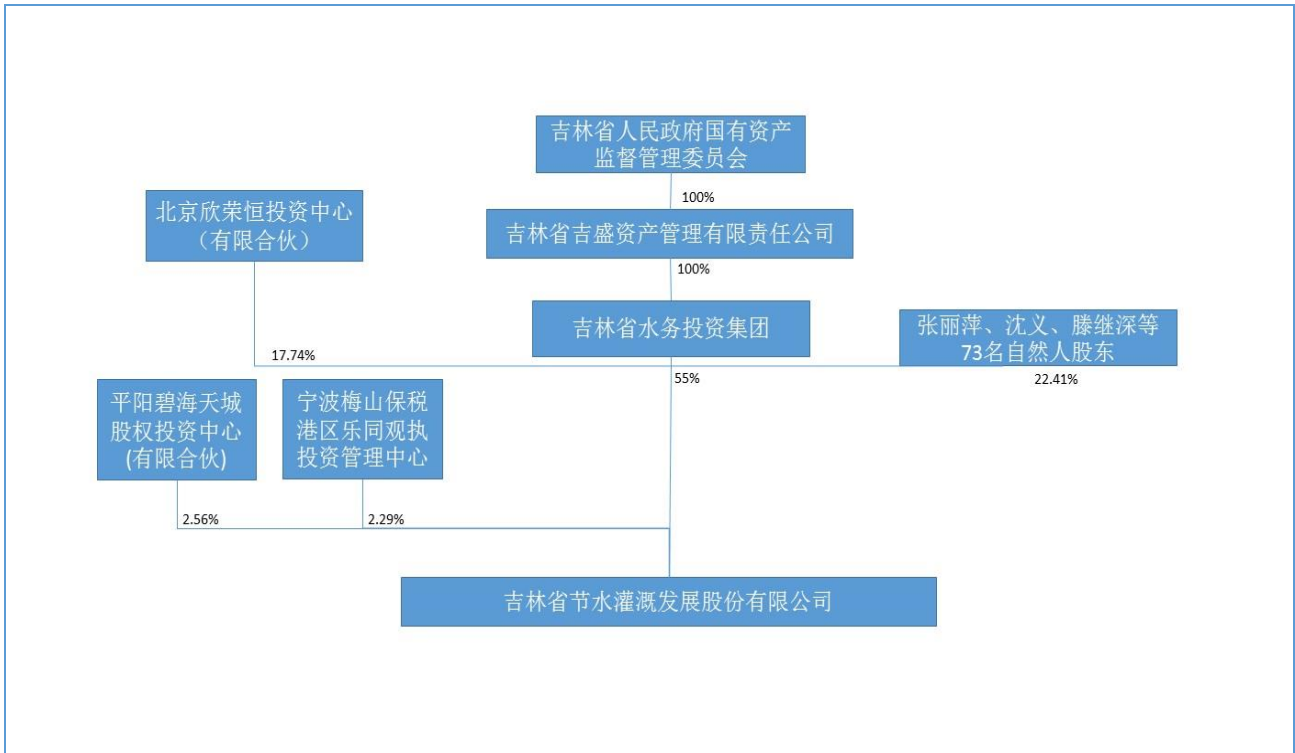 吉林省人民政府国有资产
监督管理委员会
100%
北京欣荣恒投资中心
（有限合伙）
吉林省吉盛资产管理有限责任公司
100%
吉林省水务投资集团
张丽萍、沈义、滕继深等
73名自然人股东
17.74%
55%
22.41%
平阳碧海天城
股权投资中心
(有限合伙)
宁波梅山保税
港区乐同观执
投资管理中心
2.56%
2.29%
吉林省节水灌溉发展股份有限公司